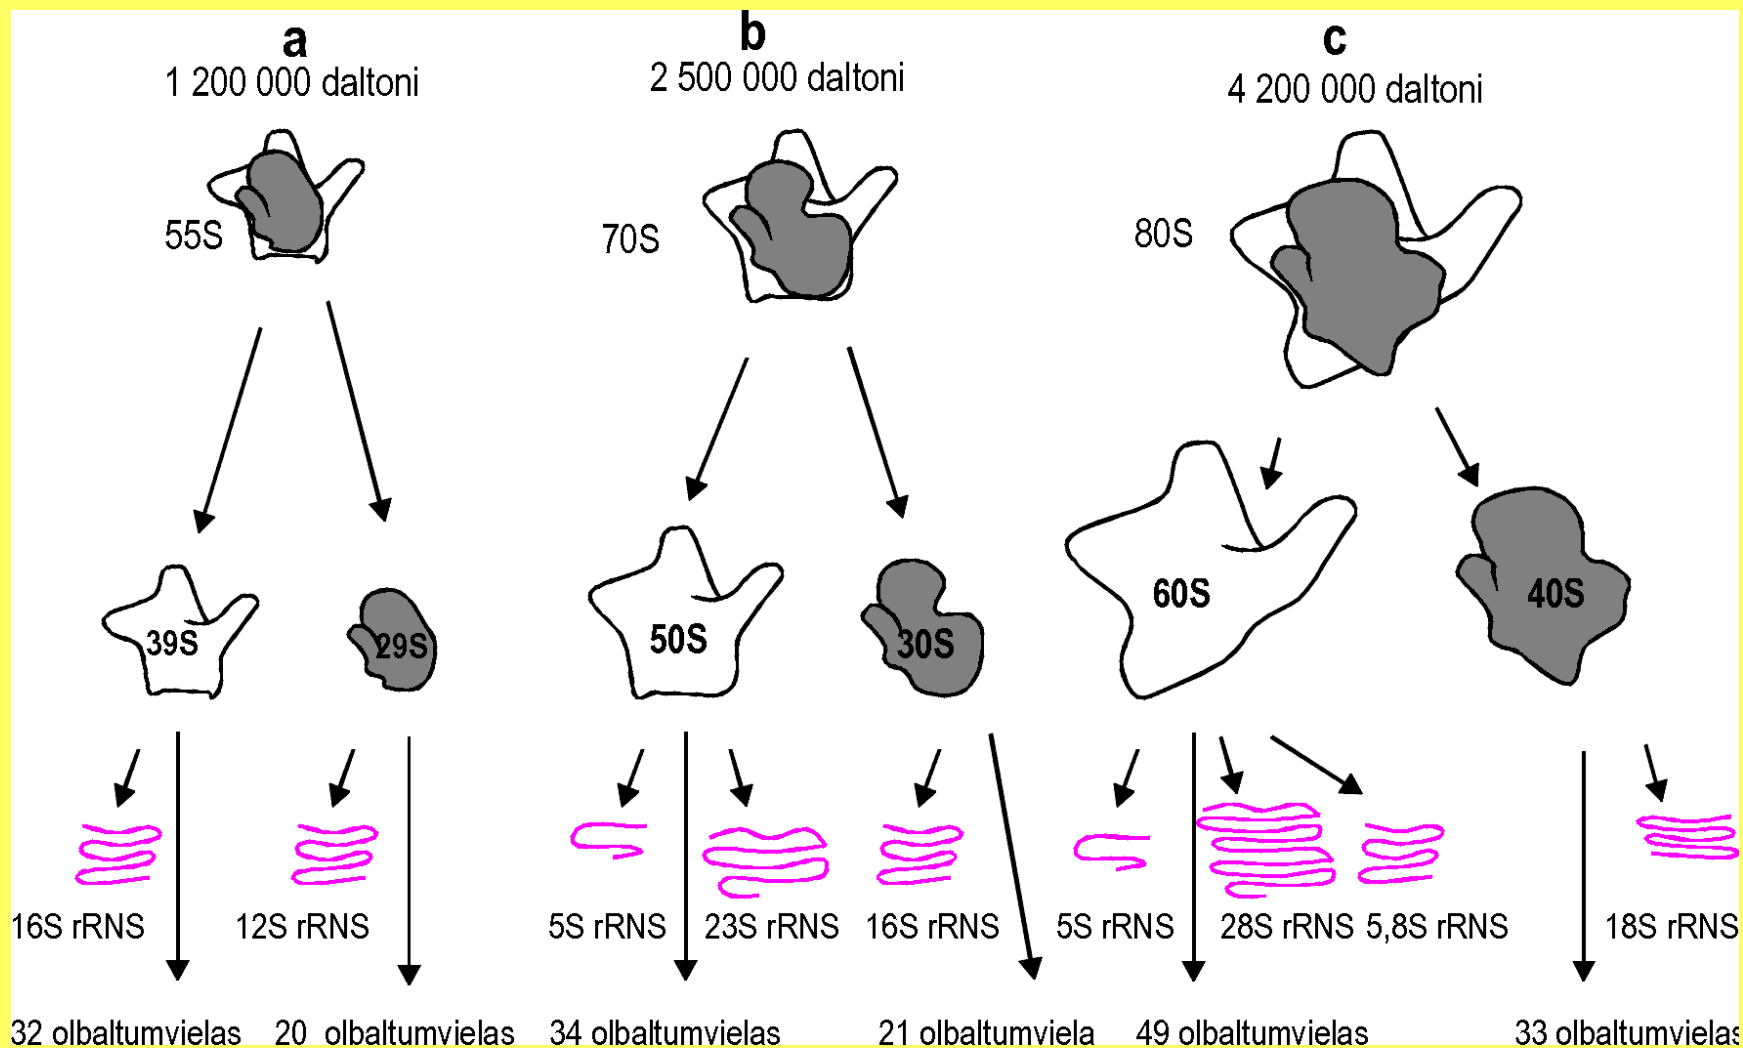 a
b
c
1 200 000 daltoni
2 500 000 daltoni
4 200 000 daltoni
55S
70S
80S
39S
29S
50S
30S
60S
40S
16S rRNS
12S rRNS
5S rRNS
23S rRNS
16S rRNS
5S rRNS
28S rRNS
5,8S rRNS
18S rRNS
32 olbaltumvielas
20 olbaltumvielas
34 olbaltumvielas
21 olbaltumviela
49 olbaltumvielas
33 olbaltumvielas